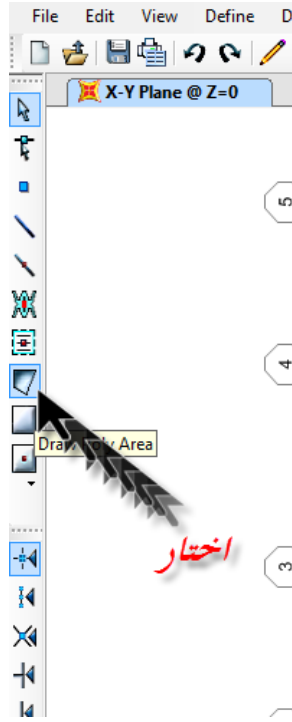 File Edit View Define D
X-Y Plane @ Z=0
5
4
Draw Poly Area
اختار
3